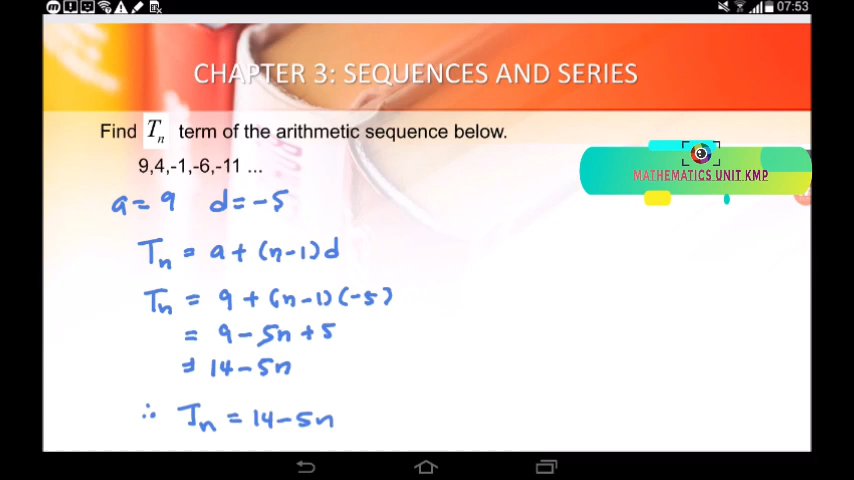 07:53
CHAPTER 3: SEQUENCES AND SERIES
Find Tn term of the arithmetic sequence below.
9,4,-1,-6,-11 ...
MATHEMATICS UNIT KMP
a = 9 d = -5
Tn = a + (n-1)d
Tn = 9 + (n-1)(-5)
= 9 - 5n + 5
= 14 - 5n
∴ Tn = 14 - 5n